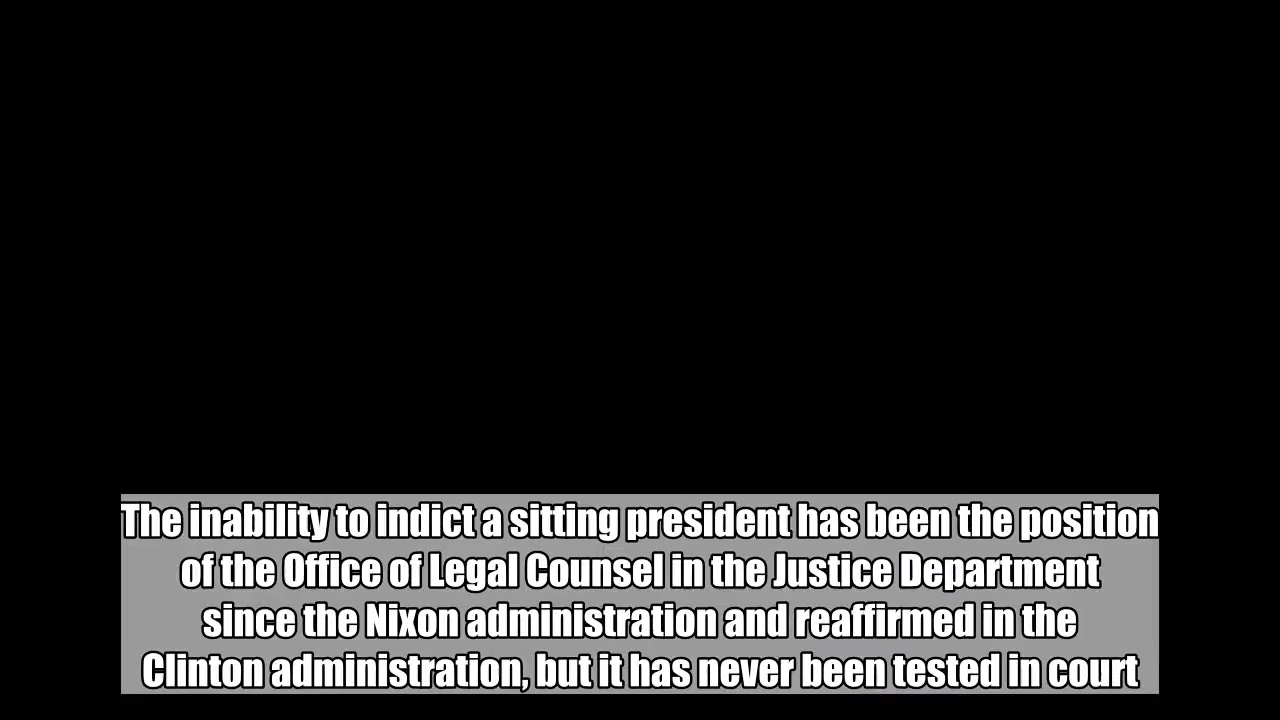 The inability to indict a sitting president has been the position
of the Office of Legal Counsel in the Justice Department
since the Nixon administration and reaffirmed in the
Clinton administration, but it has never been tested in court